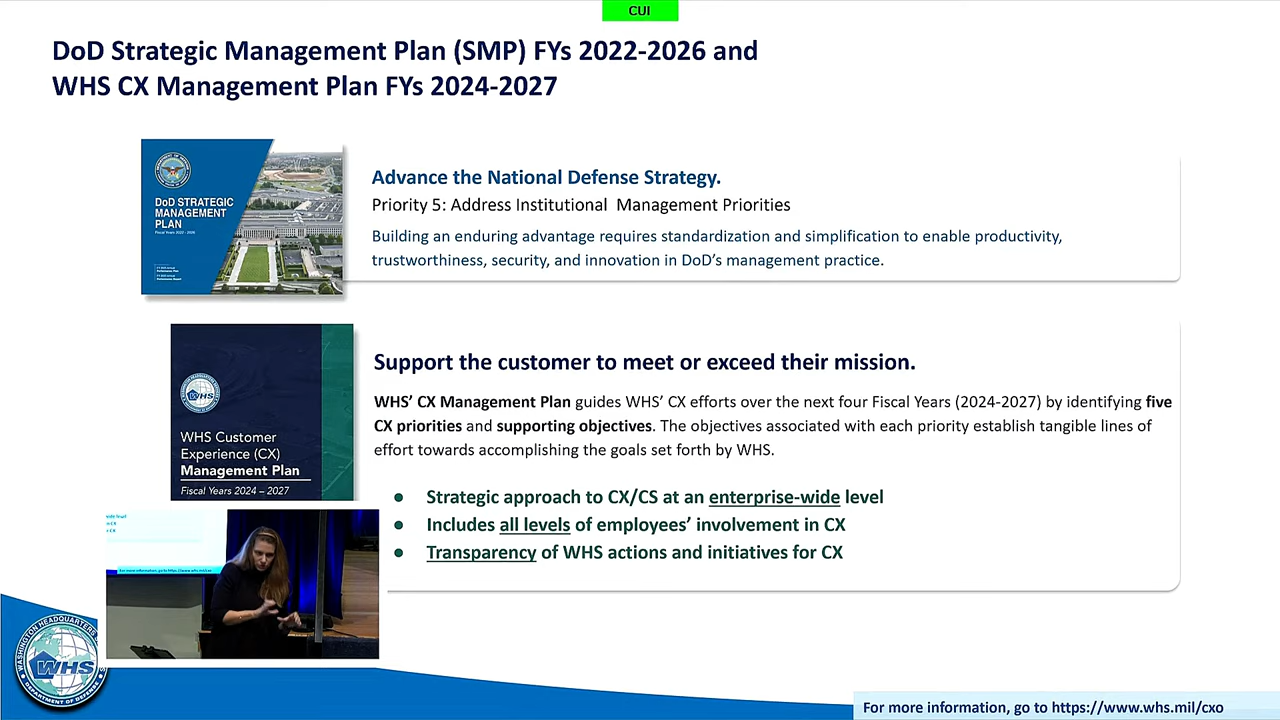 CUI
DoD Strategic Management Plan (SMP) FYs 2022-2026 and
WHS CX Management Plan FYs 2024-2027
DoD STRATEGIC
MANAGEMENT
PLAN
Fiscal Years 2022 - 2026
Advance the National Defense Strategy.
Priority 5: Address Institutional Management Priorities
Building an enduring advantage requires standardization and simplification to enable productivity,
trustworthiness, security, and innovation in DoD’s management practice.
WHS
WHS Customer
Experience (CX)
Management Plan
Fiscal Years 2024 – 2027
Support the customer to meet or exceed their mission.
WHS’ CX Management Plan guides WHS’ CX efforts over the next four Fiscal Years (2024-2027) by identifying five
CX priorities and supporting objectives. The objectives associated with each priority establish tangible lines of
effort towards accomplishing the goals set forth by WHS.
● Strategic approach to CX/CS at an enterprise-wide level
● Includes all levels of employees’ involvement in CX
● Transparency of WHS actions and initiatives for CX
WASHINGTON HEADQUARTERS
WHS
DEPARTMENT OF DEFENSE
For more information, go to https://www.whs.mil/cxo